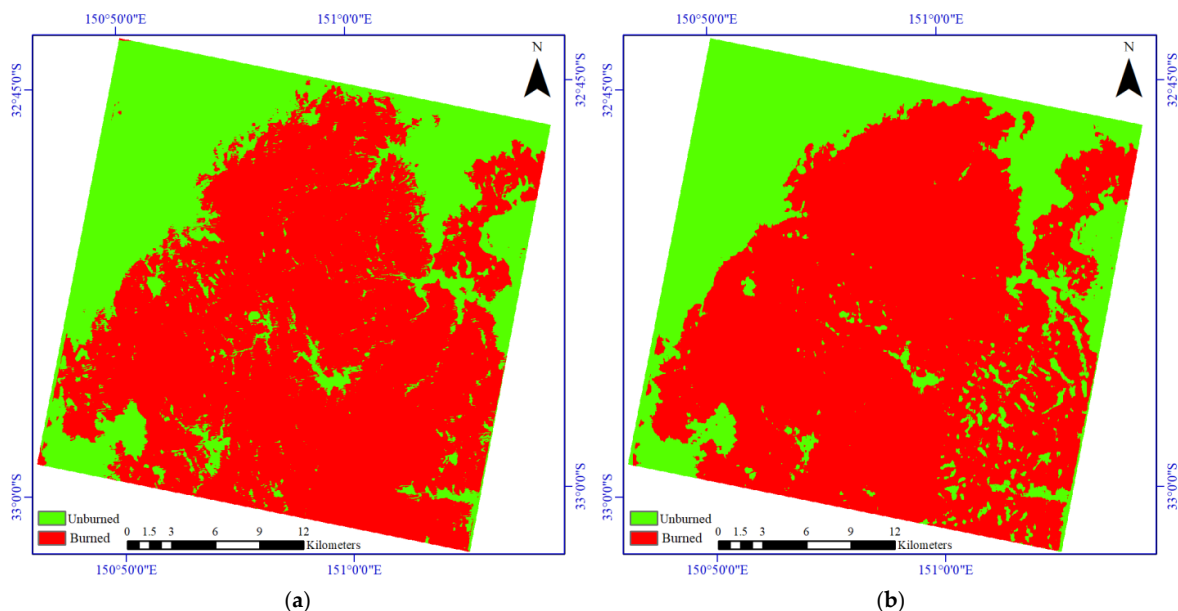 150°50'0"E 151°0'0"E 150°50'0"E 151°0'0"E
N N
32°45'0"S 32°45'0"S 32°45'0"S 32°45'0"S
33°0'0"S 33°0'0"S 33°0'0"S 33°0'0"S
Unburned Unburned
Burned 0 1.5 3 6 9 12 Burned 0 1.5 3 6 9 12
Kilometers Kilometers
150°50'0"E 151°0'0"E 150°50'0"E 151°0'0"E
(a) (b)